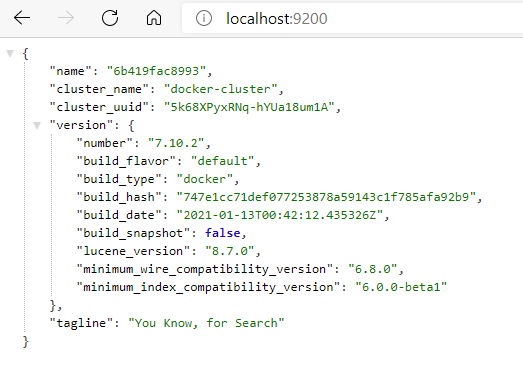 localhost:9200
{
"name": "6b419fac8993",
"cluster_name": "docker-cluster",
"cluster_uuid": "5k68XPyxRNq-hYUa18um1A",
"version": {
"number": "7.10.2",
"build_flavor": "default",
"build_type": "docker",
"build_hash": "747e1cc71def077253878a59143c1f785afa92b9",
"build_date": "2021-01-13T00:42:12.435326Z",
"build_snapshot": false,
"lucene_version": "8.7.0",
"minimum_wire_compatibility_version": "6.8.0",
"minimum_index_compatibility_version": "6.0.0-beta1"
},
"tagline": "You Know, for Search"
}